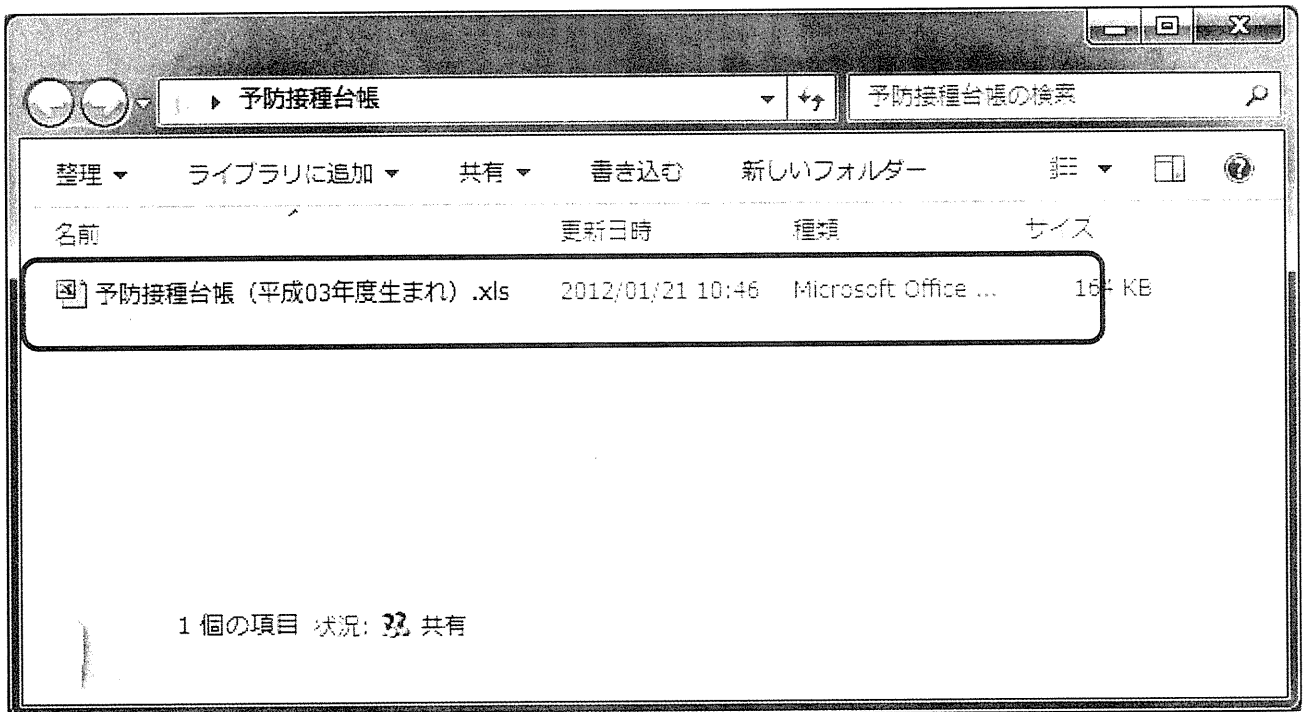 予防接種台帳 予防接種台帳の検索
整理 ライブラリに追加 共有 書き込む 新しいフォルダー
名前 更新日時 種類 サイズ
予防接種台帳（平成03年度生まれ）.xls 2012/01/21 10:46 Microsoft Office ... 164 KB
1 個の項目 状況: 共有